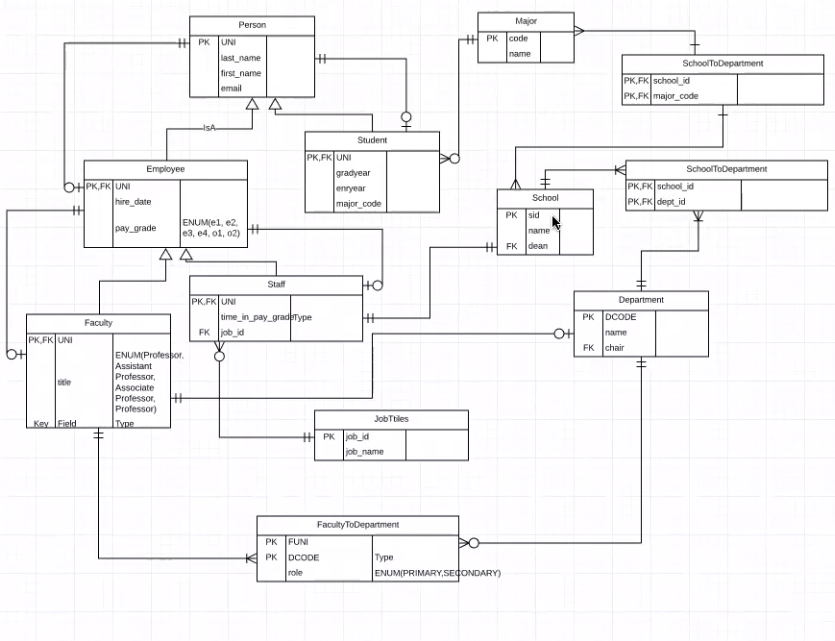 Person
PK UNI
last_name
first_name
email
Major
PK code
name
SchoolToDepartment
PK,FK school_id
PK,FK major_code
IsA
Student
PK,FK UNI
gradyear
enryear
major_code
Employee
PK,FK UNI
hire_date
pay_grade ENUM(e1, e2,
e3, e4, o1, o2)
SchoolToDepartment
PK,FK school_id
PK,FK dept_id
School
PK sid
name
FK dean
Staff
PK,FK UNI
time_in_pay_grade Type
FK job_id
Department
PK DCODE
name
FK chair
Faculty
PK,FK UNI
title ENUM(Professor,
Assistant
Professor,
Associate
Professor,
Professor)
Key Field Type
JobTtiles
PK job_id
job_name
FacultyToDepartment
PK FUNI
PK DCODE Type
role ENUM(PRIMARY,SECONDARY)